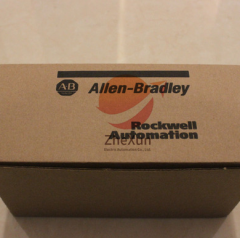 AB Allen-Bradley
Rockwell
Automation
ZheXun